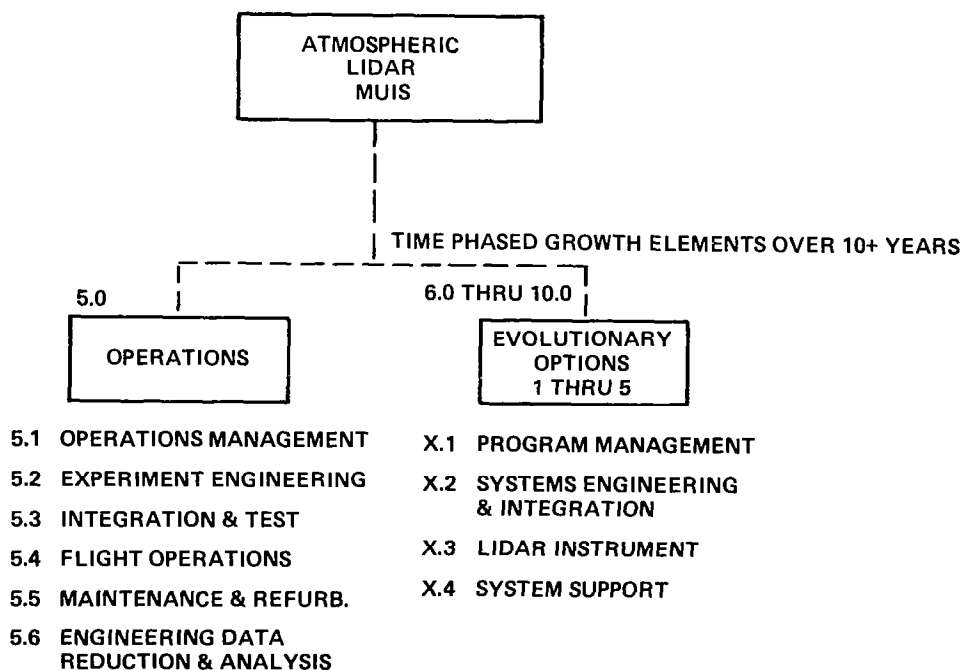 ATMOSPHERIC
LIDAR
MUIS
TIME PHASED GROWTH ELEMENTS OVER 10+ YEARS
5.0
OPERATIONS
5.1 OPERATIONS MANAGEMENT
5.2 EXPERIMENT ENGINEERING
5.3 INTEGRATION & TEST
5.4 FLIGHT OPERATIONS
5.5 MAINTENANCE & REFURB.
5.6 ENGINEERING DATA
REDUCTION & ANALYSIS
6.0 THRU 10.0
EVOLUTIONARY
OPTIONS
1 THRU 5
X.1 PROGRAM MANAGEMENT
X.2 SYSTEMS ENGINEERING
& INTEGRATION
X.3 LIDAR INSTRUMENT
X.4 SYSTEM SUPPORT